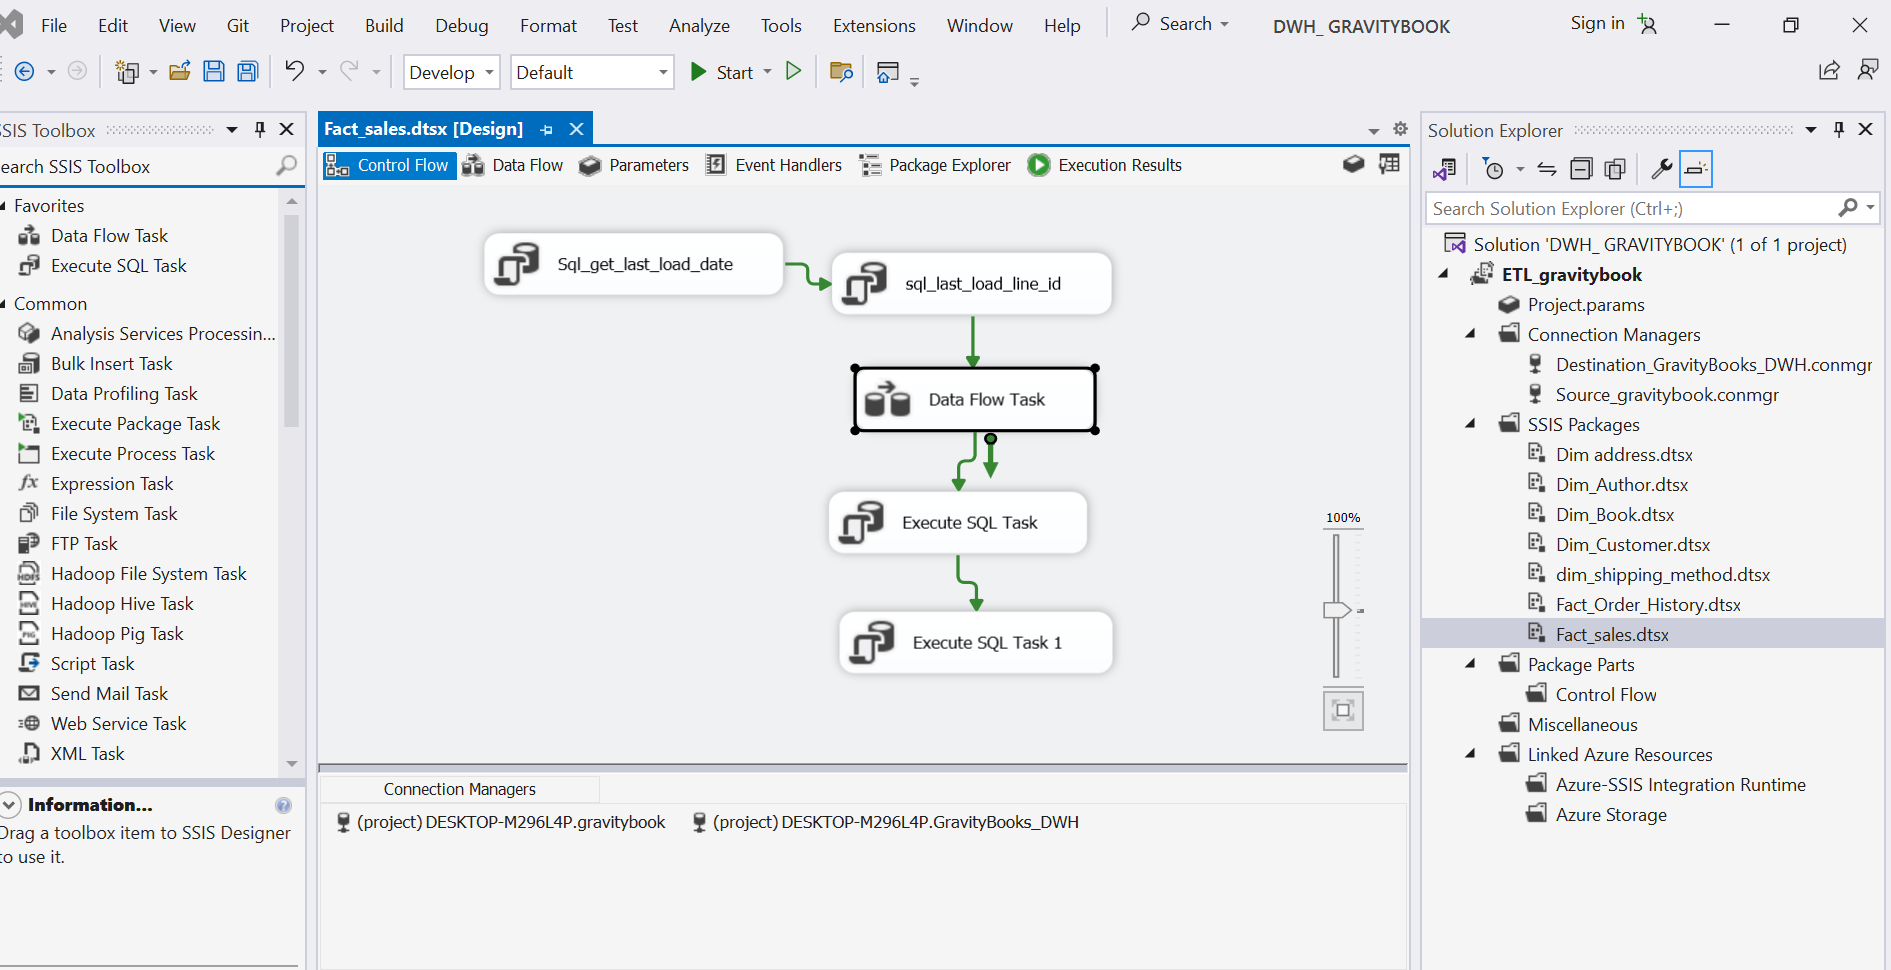 File Edit View Git Project Build Debug Format Test Analyze Tools Extensions Window Help Search DWH_ GRAVITYBOOK Sign in
Develop Default Start
SSIS Toolbox
earch SSIS Toolbox
Favorites
Data Flow Task
Execute SQL Task
Common
Analysis Services Processin...
Bulk Insert Task
Data Profiling Task
Execute Package Task
Execute Process Task
Expression Task
File System Task
FTP Task
Hadoop File System Task
Hadoop Hive Task
Hadoop Pig Task
Script Task
Send Mail Task
Web Service Task
XML Task
Information...
Drag a toolbox item to SSIS Designer
to use it.
Fact_sales.dtsx [Design]
Control Flow Data Flow Parameters Event Handlers Package Explorer Execution Results
Sql_get_last_load_date
sql_last_load_line_id
Data Flow Task
Execute SQL Task
Execute SQL Task 1
100%
Connection Managers
(project) DESKTOP-M296L4P.gravitybook (project) DESKTOP-M296L4P.GravityBooks_DWH
Solution Explorer
Search Solution Explorer (Ctrl+;)
Solution 'DWH_ GRAVITYBOOK' (1 of 1 project)
ETL_gravitybook
Project.params
Connection Managers
Destination_GravityBooks_DWH.conmgr
Source_gravitybook.conmgr
SSIS Packages
Dim address.dtsx
Dim_Author.dtsx
Dim_Book.dtsx
Dim_Customer.dtsx
dim_shipping_method.dtsx
Fact_Order_History.dtsx
Fact_sales.dtsx
Package Parts
Control Flow
Miscellaneous
Linked Azure Resources
Azure-SSIS Integration Runtime
Azure Storage